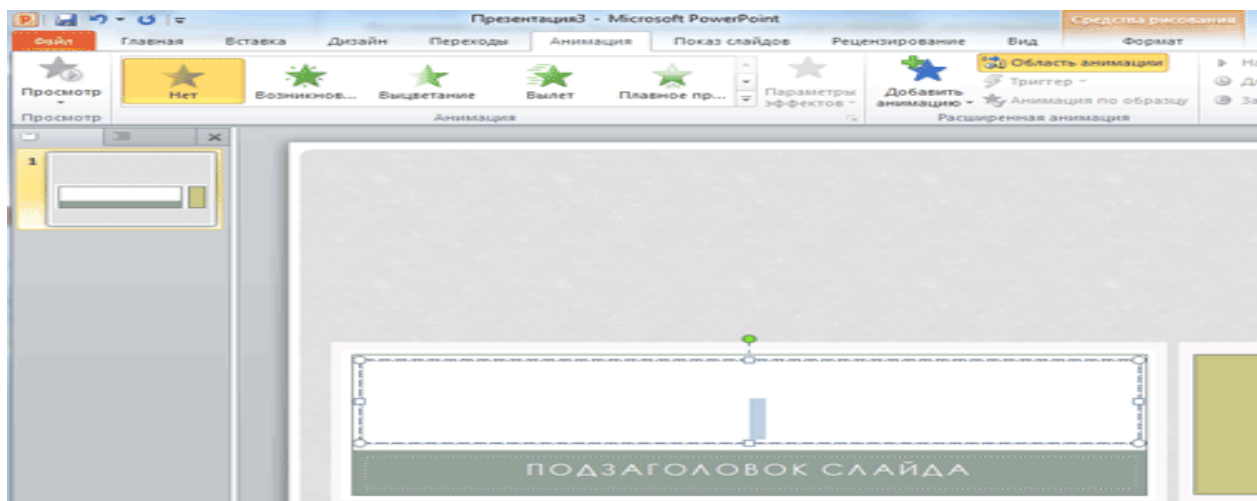 Презентация3 - Microsoft PowerPoint
Средства рисования
Файл Главная Вставка Дизайн Переходы Анимация Показ слайдов Рецензирование Вид Формат
Просмотр
Нет Возникнов... Выцветание Вылет Плавное пр...
Параметры эффектов
Добавить анимацию
Область анимации
Триггер
Анимация по образцу
Просмотр Анимация Расширенная анимация
1
ПОДЗАГОЛОВОК СЛАЙДА